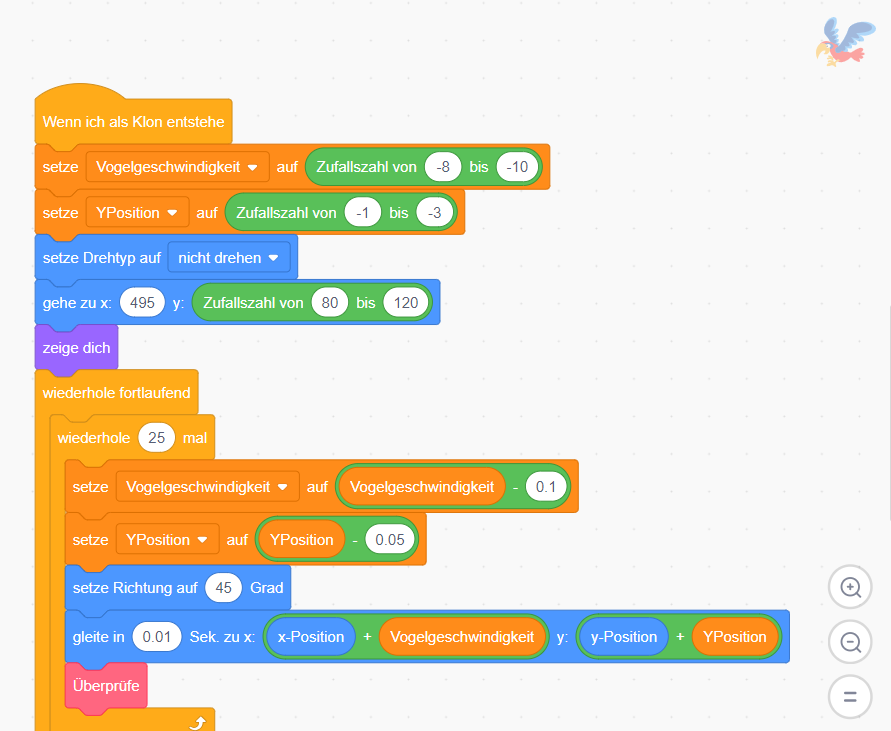 Wenn ich als Klon entstehe
setze Vogelgeschwindigkeit auf Zufallszahl von -8 bis -10
setze YPosition auf Zufallszahl von -1 bis -3
setze Drehtyp auf nicht drehen
gehe zu x: 495 y: Zufallszahl von 80 bis 120
zeige dich
wiederhole fortlaufend
wiederhole 25 mal
setze Vogelgeschwindigkeit auf Vogelgeschwindigkeit - 0.1
setze YPosition auf YPosition - 0.05
setze Richtung auf 45 Grad
gleite in 0.01 Sek. zu x: x-Position + Vogelgeschwindigkeit y: y-Position + YPosition
Überprüfe